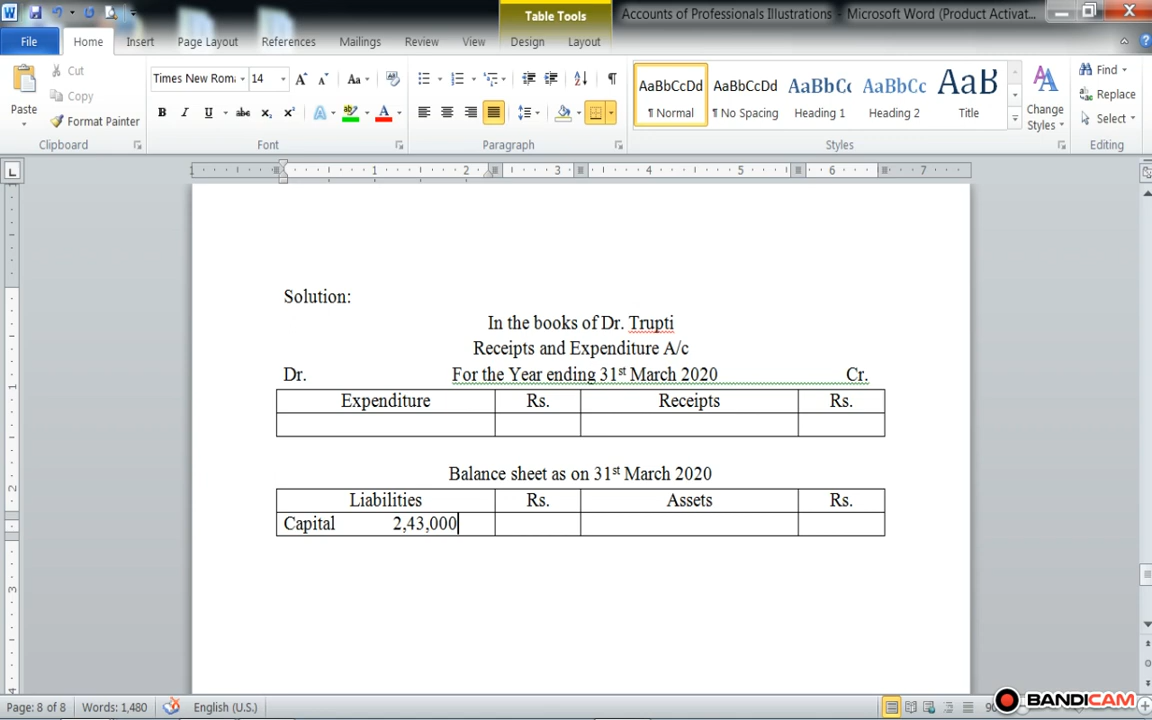 Table Tools
Accounts of Professionals Illustrations - Microsoft Word (Product Activat...
File Home Insert Page Layout References Mailings Review View Design Layout
Paste
Cut
Copy
Format Painter
Clipboard
Times New Rom 14
Font
Paragraph
AaBbCcDd AaBbCcDd AaBbCc AaBbCc AaB
¶ Normal ¶ No Spacing Heading 1 Heading 2 Title
Change Styles
Styles
Find
Replace
Select
Editing
Solution:
In the books of Dr. Trupti
Receipts and Expenditure A/c
Dr. For the Year ending 31st March 2020 Cr.
Expenditure Rs. Receipts Rs.
Balance sheet as on 31st March 2020
Liabilities Rs. Assets Rs.
Capital 2,43,000
Page: 8 of 8 Words: 1,480 English (U.S.)
BANDICAM